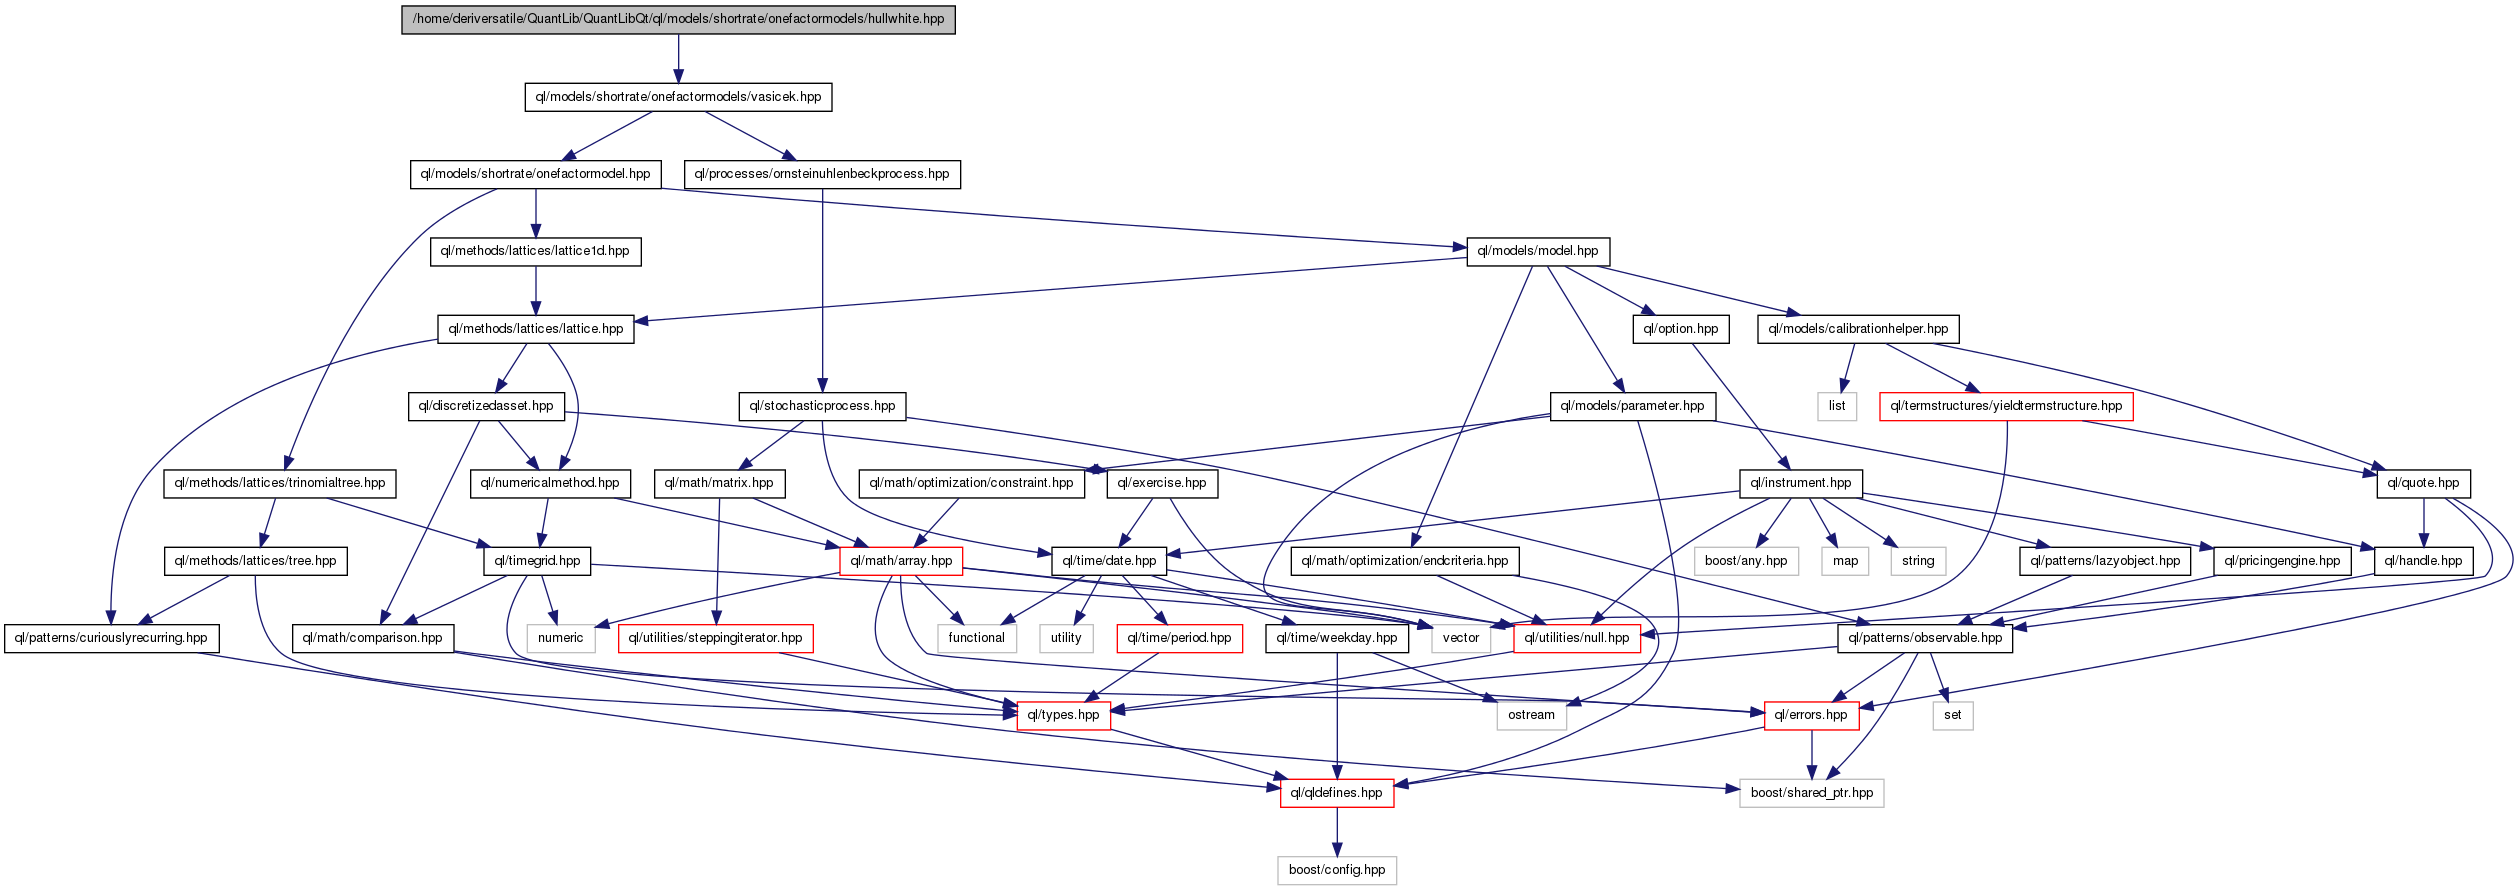 /home/deriversatile/QuantLib/QuantLibQt/ql/models/shortrate/onefactormodels/hullwhite.hpp
ql/models/shortrate/onefactormodels/vasicek.hpp
ql/models/shortrate/onefactormodel.hpp
ql/processes/ornsteinuhlenbeckprocess.hpp
ql/methods/lattices/lattice1d.hpp
ql/models/model.hpp
ql/methods/lattices/lattice.hpp
ql/option.hpp
ql/models/calibrationhelper.hpp
ql/discretizedasset.hpp
ql/stochasticprocess.hpp
ql/models/parameter.hpp
list
ql/termstructures/yieldtermstructure.hpp
ql/methods/lattices/trinomialtree.hpp
ql/numericalmethod.hpp
ql/math/matrix.hpp
ql/math/optimization/constraint.hpp
ql/exercise.hpp
ql/instrument.hpp
ql/quote.hpp
ql/methods/lattices/tree.hpp
ql/timegrid.hpp
ql/math/array.hpp
ql/time/date.hpp
ql/math/optimization/endcriteria.hpp
boost/any.hpp
map
string
ql/patterns/lazyobject.hpp
ql/pricingengine.hpp
ql/handle.hpp
ql/patterns/curiouslyrecurring.hpp
ql/math/comparison.hpp
numeric
ql/utilities/steppingiterator.hpp
functional
utility
ql/time/period.hpp
ql/time/weekday.hpp
vector
ql/utilities/null.hpp
ql/patterns/observable.hpp
ql/types.hpp
ostream
ql/errors.hpp
set
ql/qldefines.hpp
boost/shared_ptr.hpp
boost/config.hpp